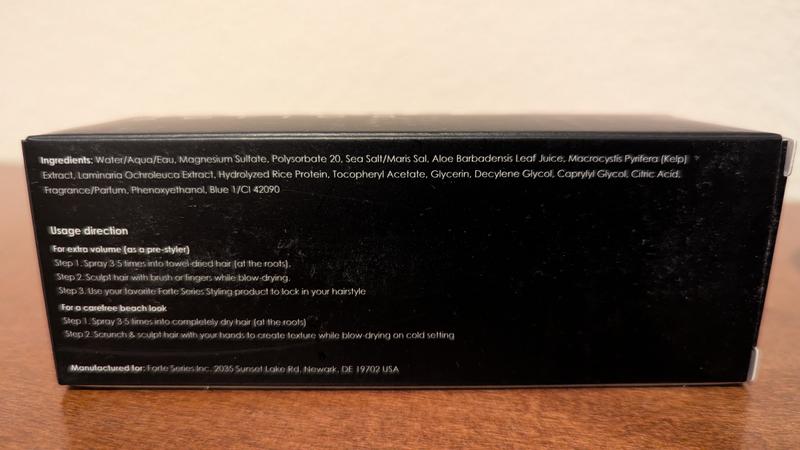 Ingredients: Water/Aqua/Eau, Magnesium Sulfate, Polysorbate 20, Sea Salt/Maris Sal, Aloe Barbadensis Leaf Juice, Macrocystis Pyrifera (Kelp)
Extract, Laminaria Ochroleuca Extract, Hydrolyzed Rice Protein, Tocopheryl Acetate, Glycerin, Decylene Glycol, Caprylyl Glycol, Citric Acid,
Fragrance/Parfum, Phenoxyethanol, Blue 1/CI 42090
Usage direction
For extra volume (as a pre-styler)
Step 1. Spray 3-5 times into towel-dried hair (at the roots).
Step 2. Sculpt hair with brush or fingers while blow-drying.
Step 3. Use your favorite Forte Series Styling product to lock in your hairstyle
For a carefree beach look
Step 1. Spray 3-5 times into completely dry hair (at the roots)
Step 2. Scrunch & sculpt hair with your hands to create texture while blow-drying on cold setting
Manufactured for: Forte Series Inc. 2035 Sunset Lake Rd, Newark, DE 19702 USA